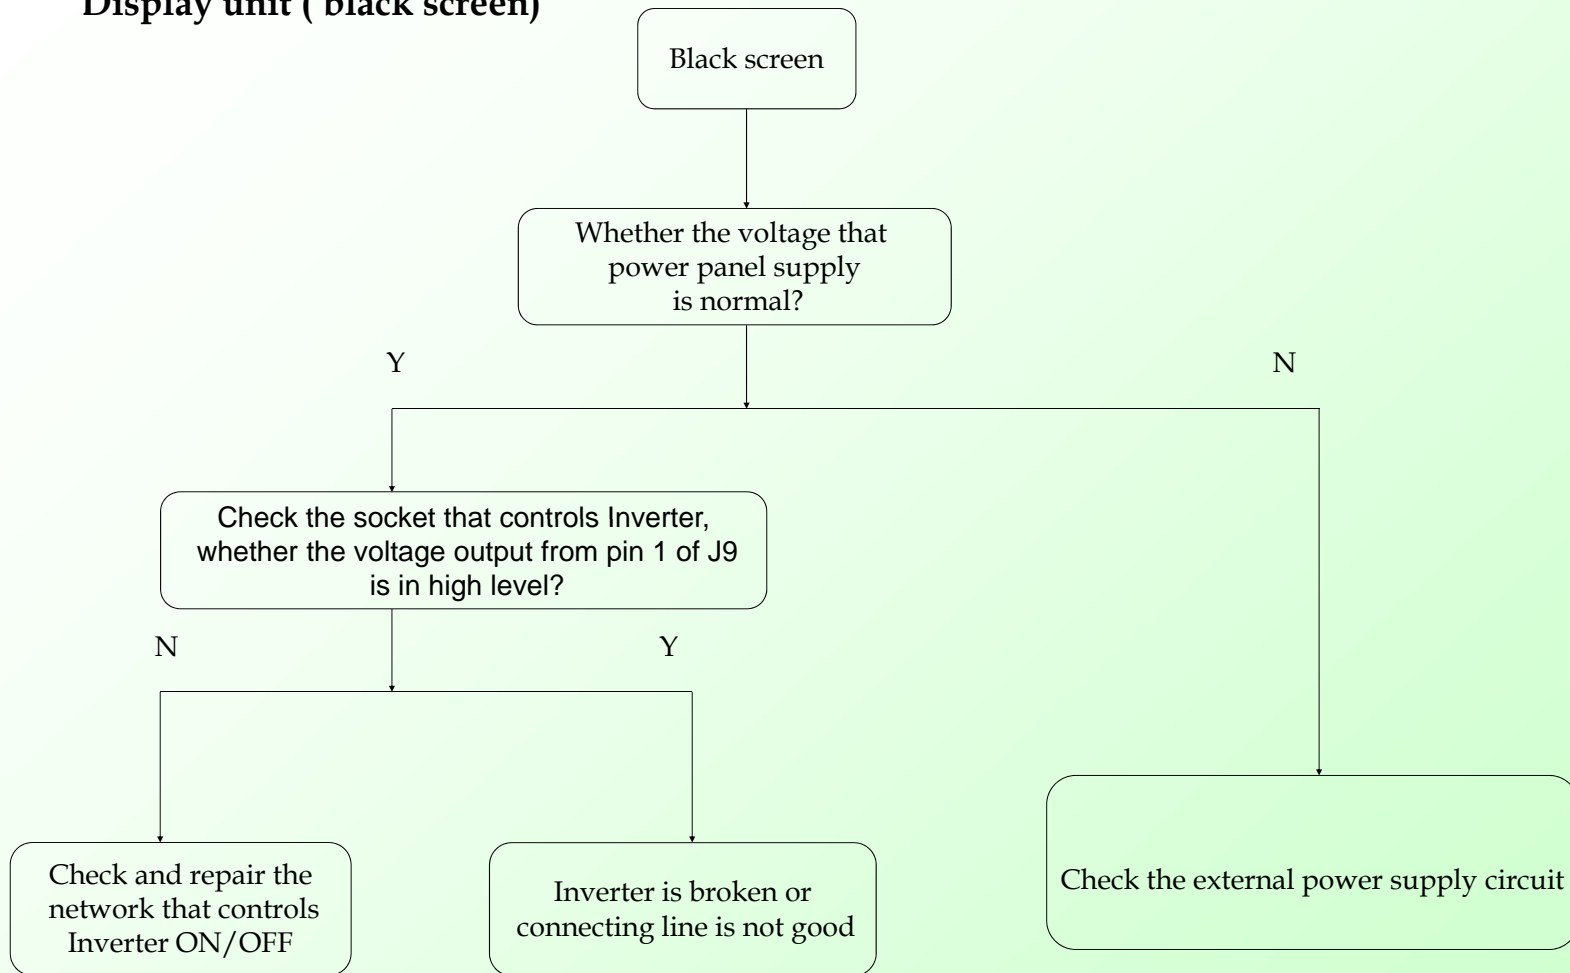 Display unit ( black screen)
Black screen
Whether the voltage that
power panel supply
is normal?
Y
N
Check the socket that controls Inverter,
whether the voltage output from pin 1 of J9
is in high level?
N
Y
Check and repair the
network that controls
Inverter ON/OFF
Inverter is broken or
connecting line is not good
Check the external power supply circuit